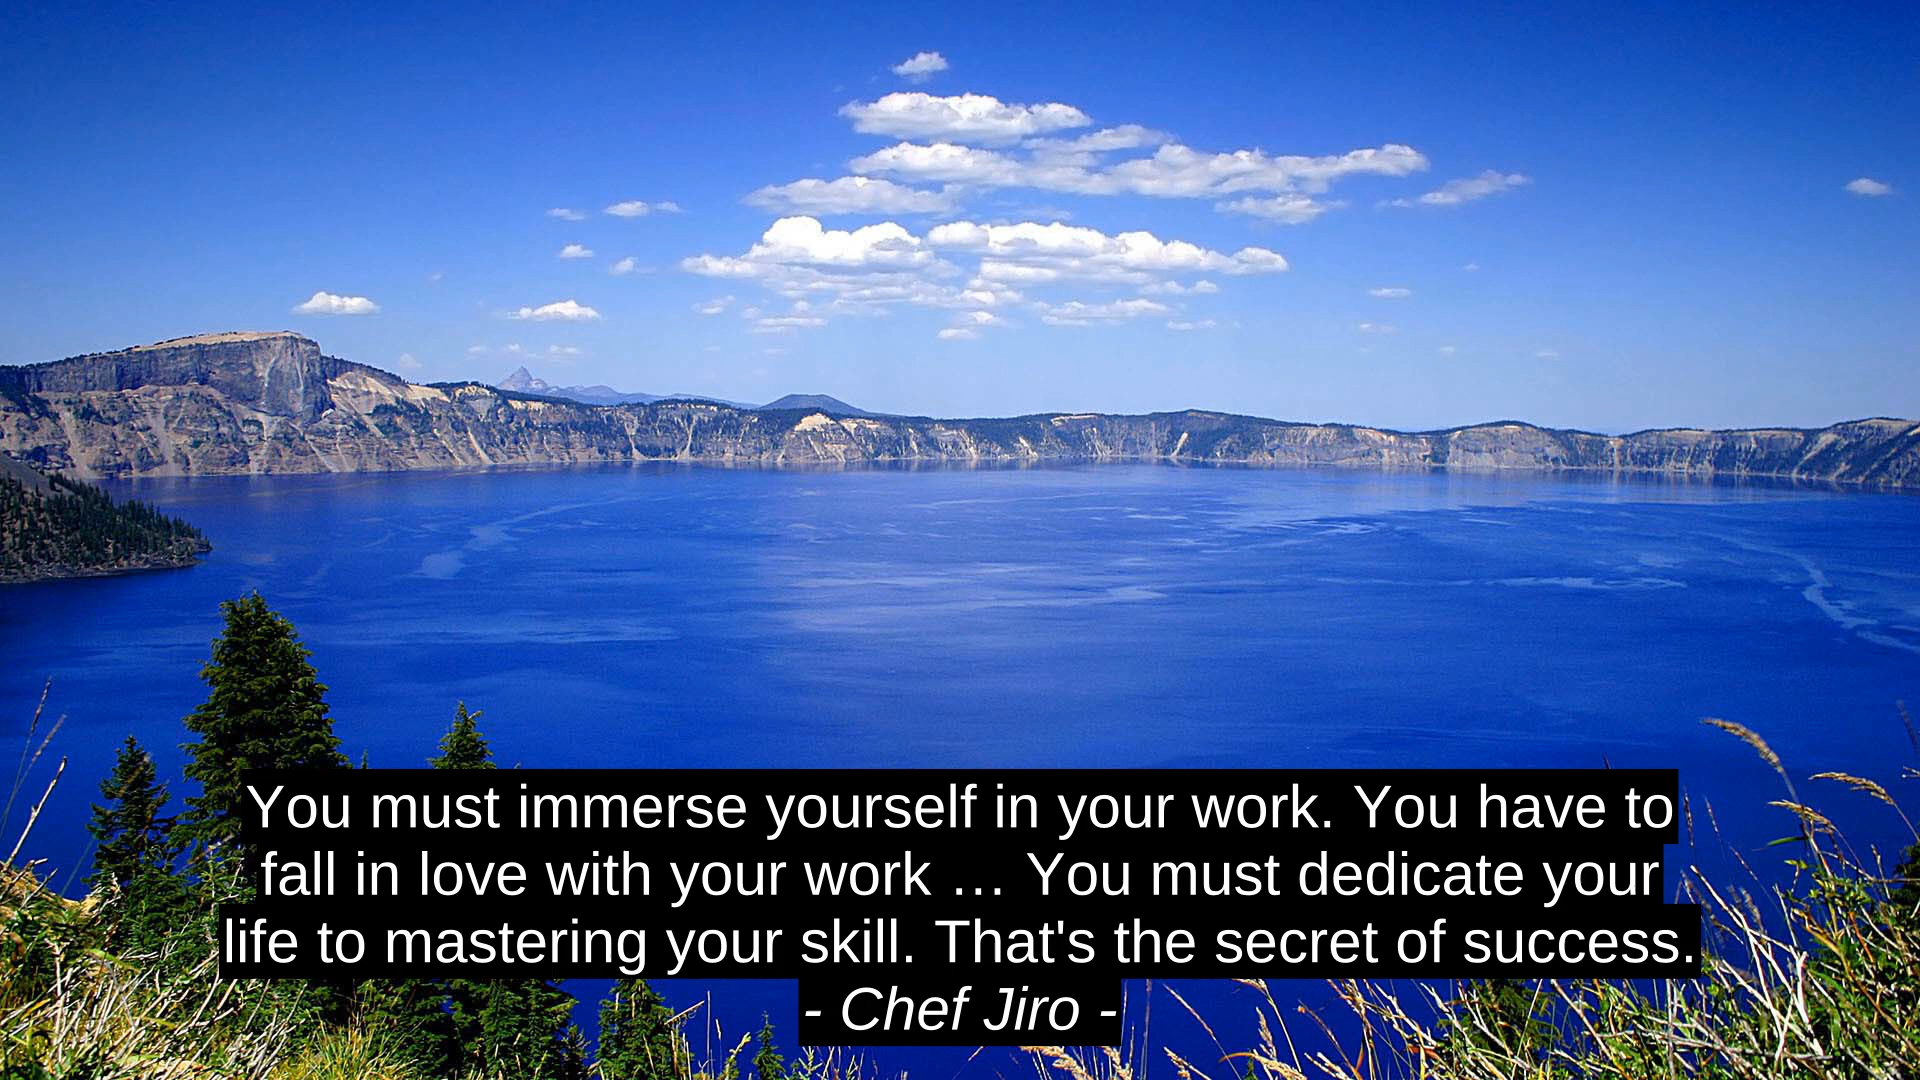 You must immerse yourself in your work. You have to
fall in love with your work … You must dedicate your
life to mastering your skill. That's the secret of success.
- Chef Jiro -